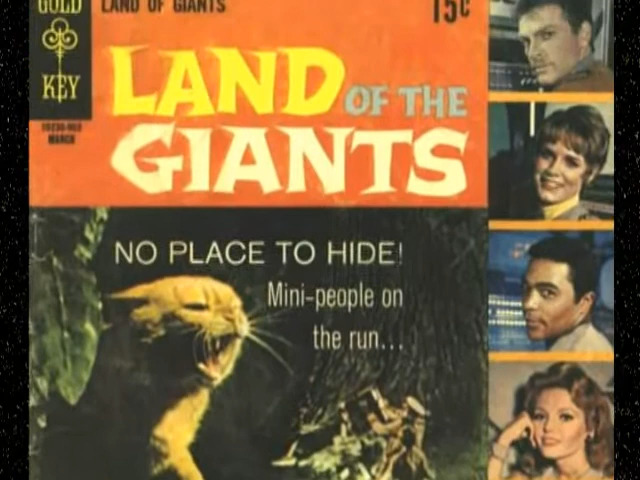 GOLD
KEY
MARCH
LAND OF GIANTS
15¢
LAND OF THE
GIANTS
NO PLACE TO HIDE!
Mini-people on
the run...